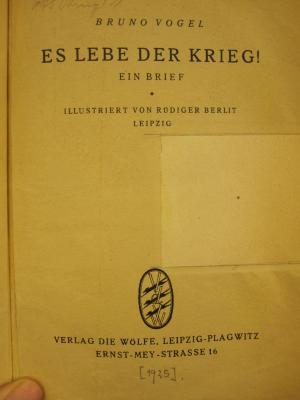 BRUNO VOGEL
ES LEBE DER KRIEG!
EIN BRIEF
ILLUSTRIERT VON RÜDIGER BERLIT
LEIPZIG
VERLAG DIE WÖLFE, LEIPZIG-PLAGWITZ
ERNST-MEY-STRASSE 16
[1925].